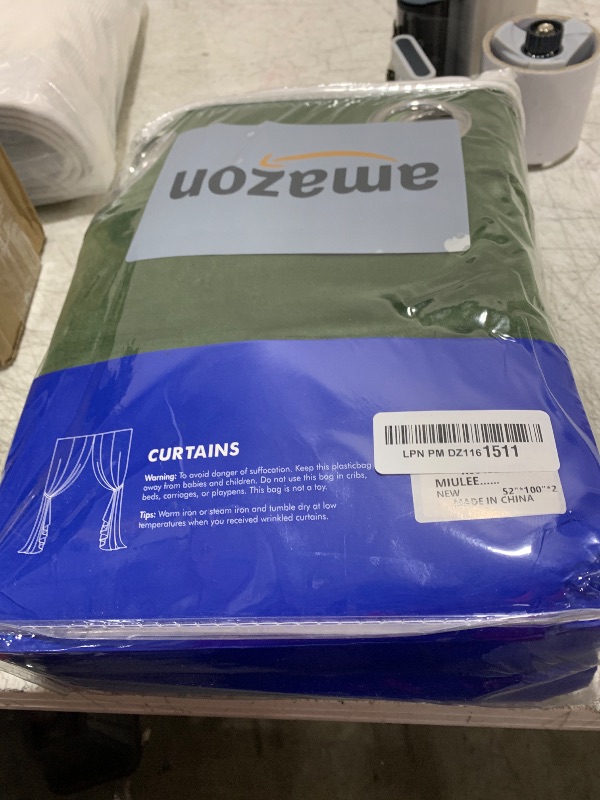 amazon
CURTAINS
Warning: To avoid danger of suffocation. Keep this plasticbag
away from babies and children. Do not use this bag in cribs,
beds, carriages, or playpens. This bag is not a toy.
Tips: Warm iron or steam iron and tumble dry at low
temperatures when you received wrinkled curtains.
LPN PM DZ1161511
MIULEE......
NEW 52"*100"*2
MADE IN CHINA